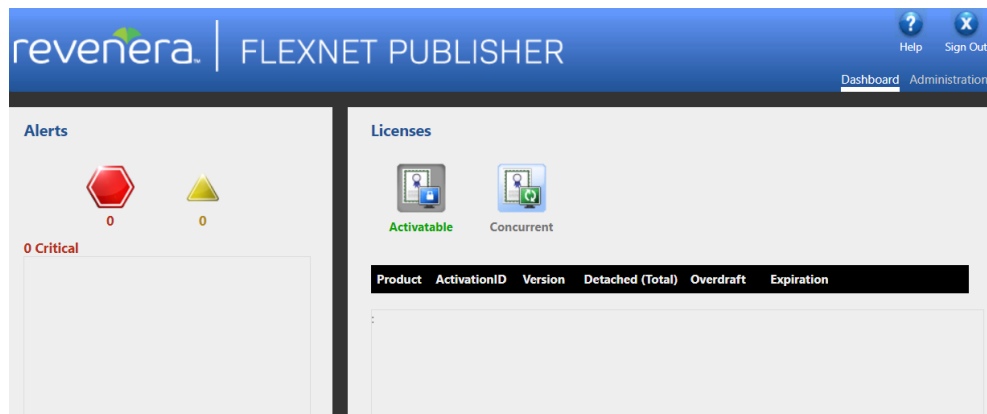 revenera™ FLEXNET PUBLISHER
Help Sign Out
Dashboard Administration
Alerts
0 0
0 Critical
Licenses
Activatable Concurrent
Product ActivationID Version Detached (Total) Overdraft Expiration
: